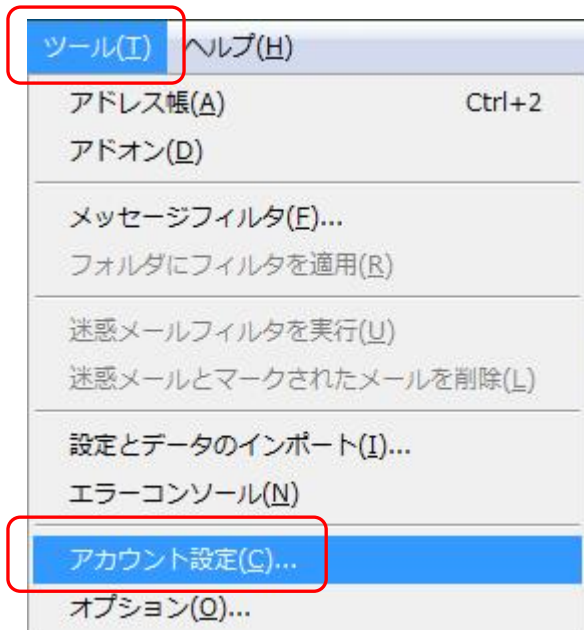 ツール(T) ヘルプ(H)
アドレス帳(A) Ctrl+2
アドオン(D)
メッセージフィルタ(F)...
フォルダにフィルタを適用(R)
迷惑メールフィルタを実行(U)
迷惑メールとマークされたメールを削除(L)
設定とデータのインポート(I)...
エラーコンソール(N)
アカウント設定(C)...
オプション(O)...